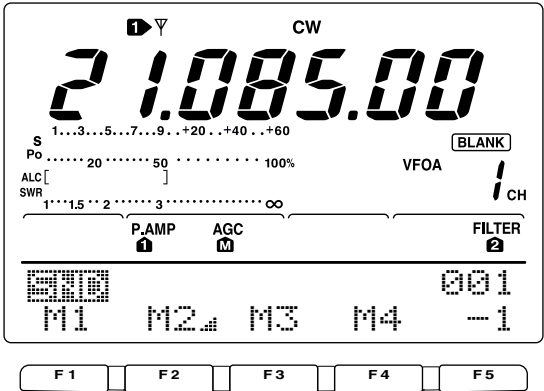 1 CW
21.085.00
1...3...5...7...9..+20..+40..+60
S
BLANK
Po ...... 20 ...... 50 .......... 100%
VFOA
1 CH
ALC [ ]
SWR
1 1.5 2 ...... 3 ................ ∞
P.AMP AGC FILTER
1 M 2
SND 001
M1 M2 M3 M4 -1
F1 F2 F3 F4 F5